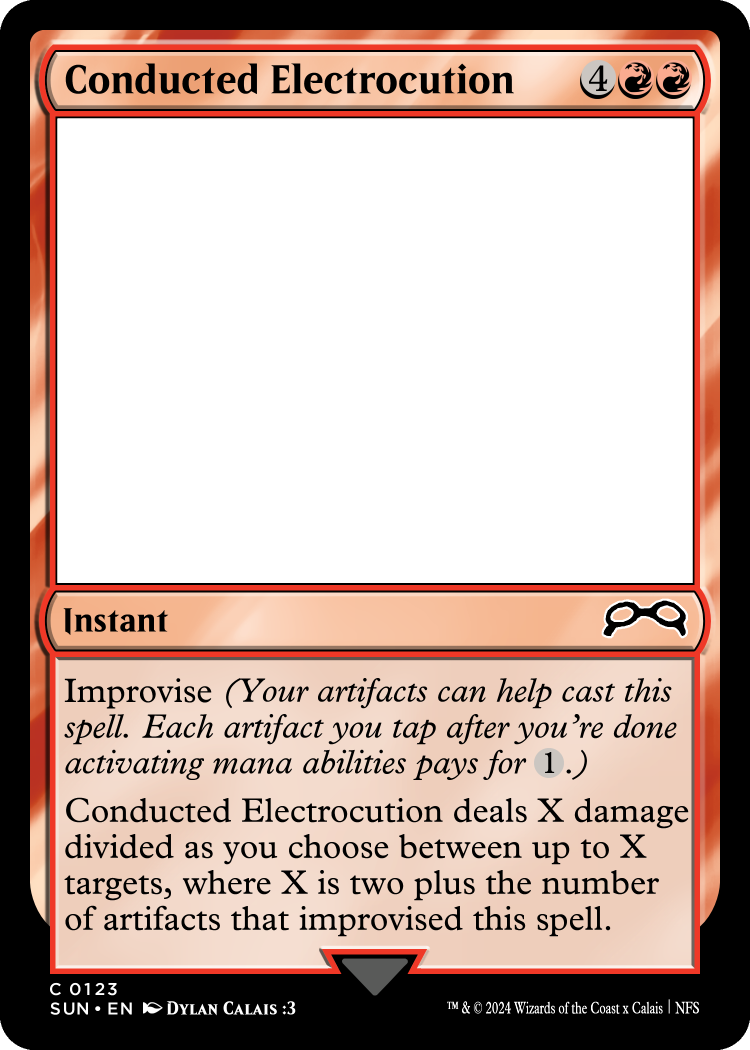 Conducted Electrocution 4
Instant
Improvise (Your artifacts can help cast this
spell. Each artifact you tap after you're done
activating mana abilities pays for 1.)
Conducted Electrocution deals X damage
divided as you choose between up to X
targets, where X is two plus the number
of artifacts that improvised this spell.
C 0123
SUN • EN Dylan Calais :3
™ & © 2024 Wizards of the Coast x Calais | NFS